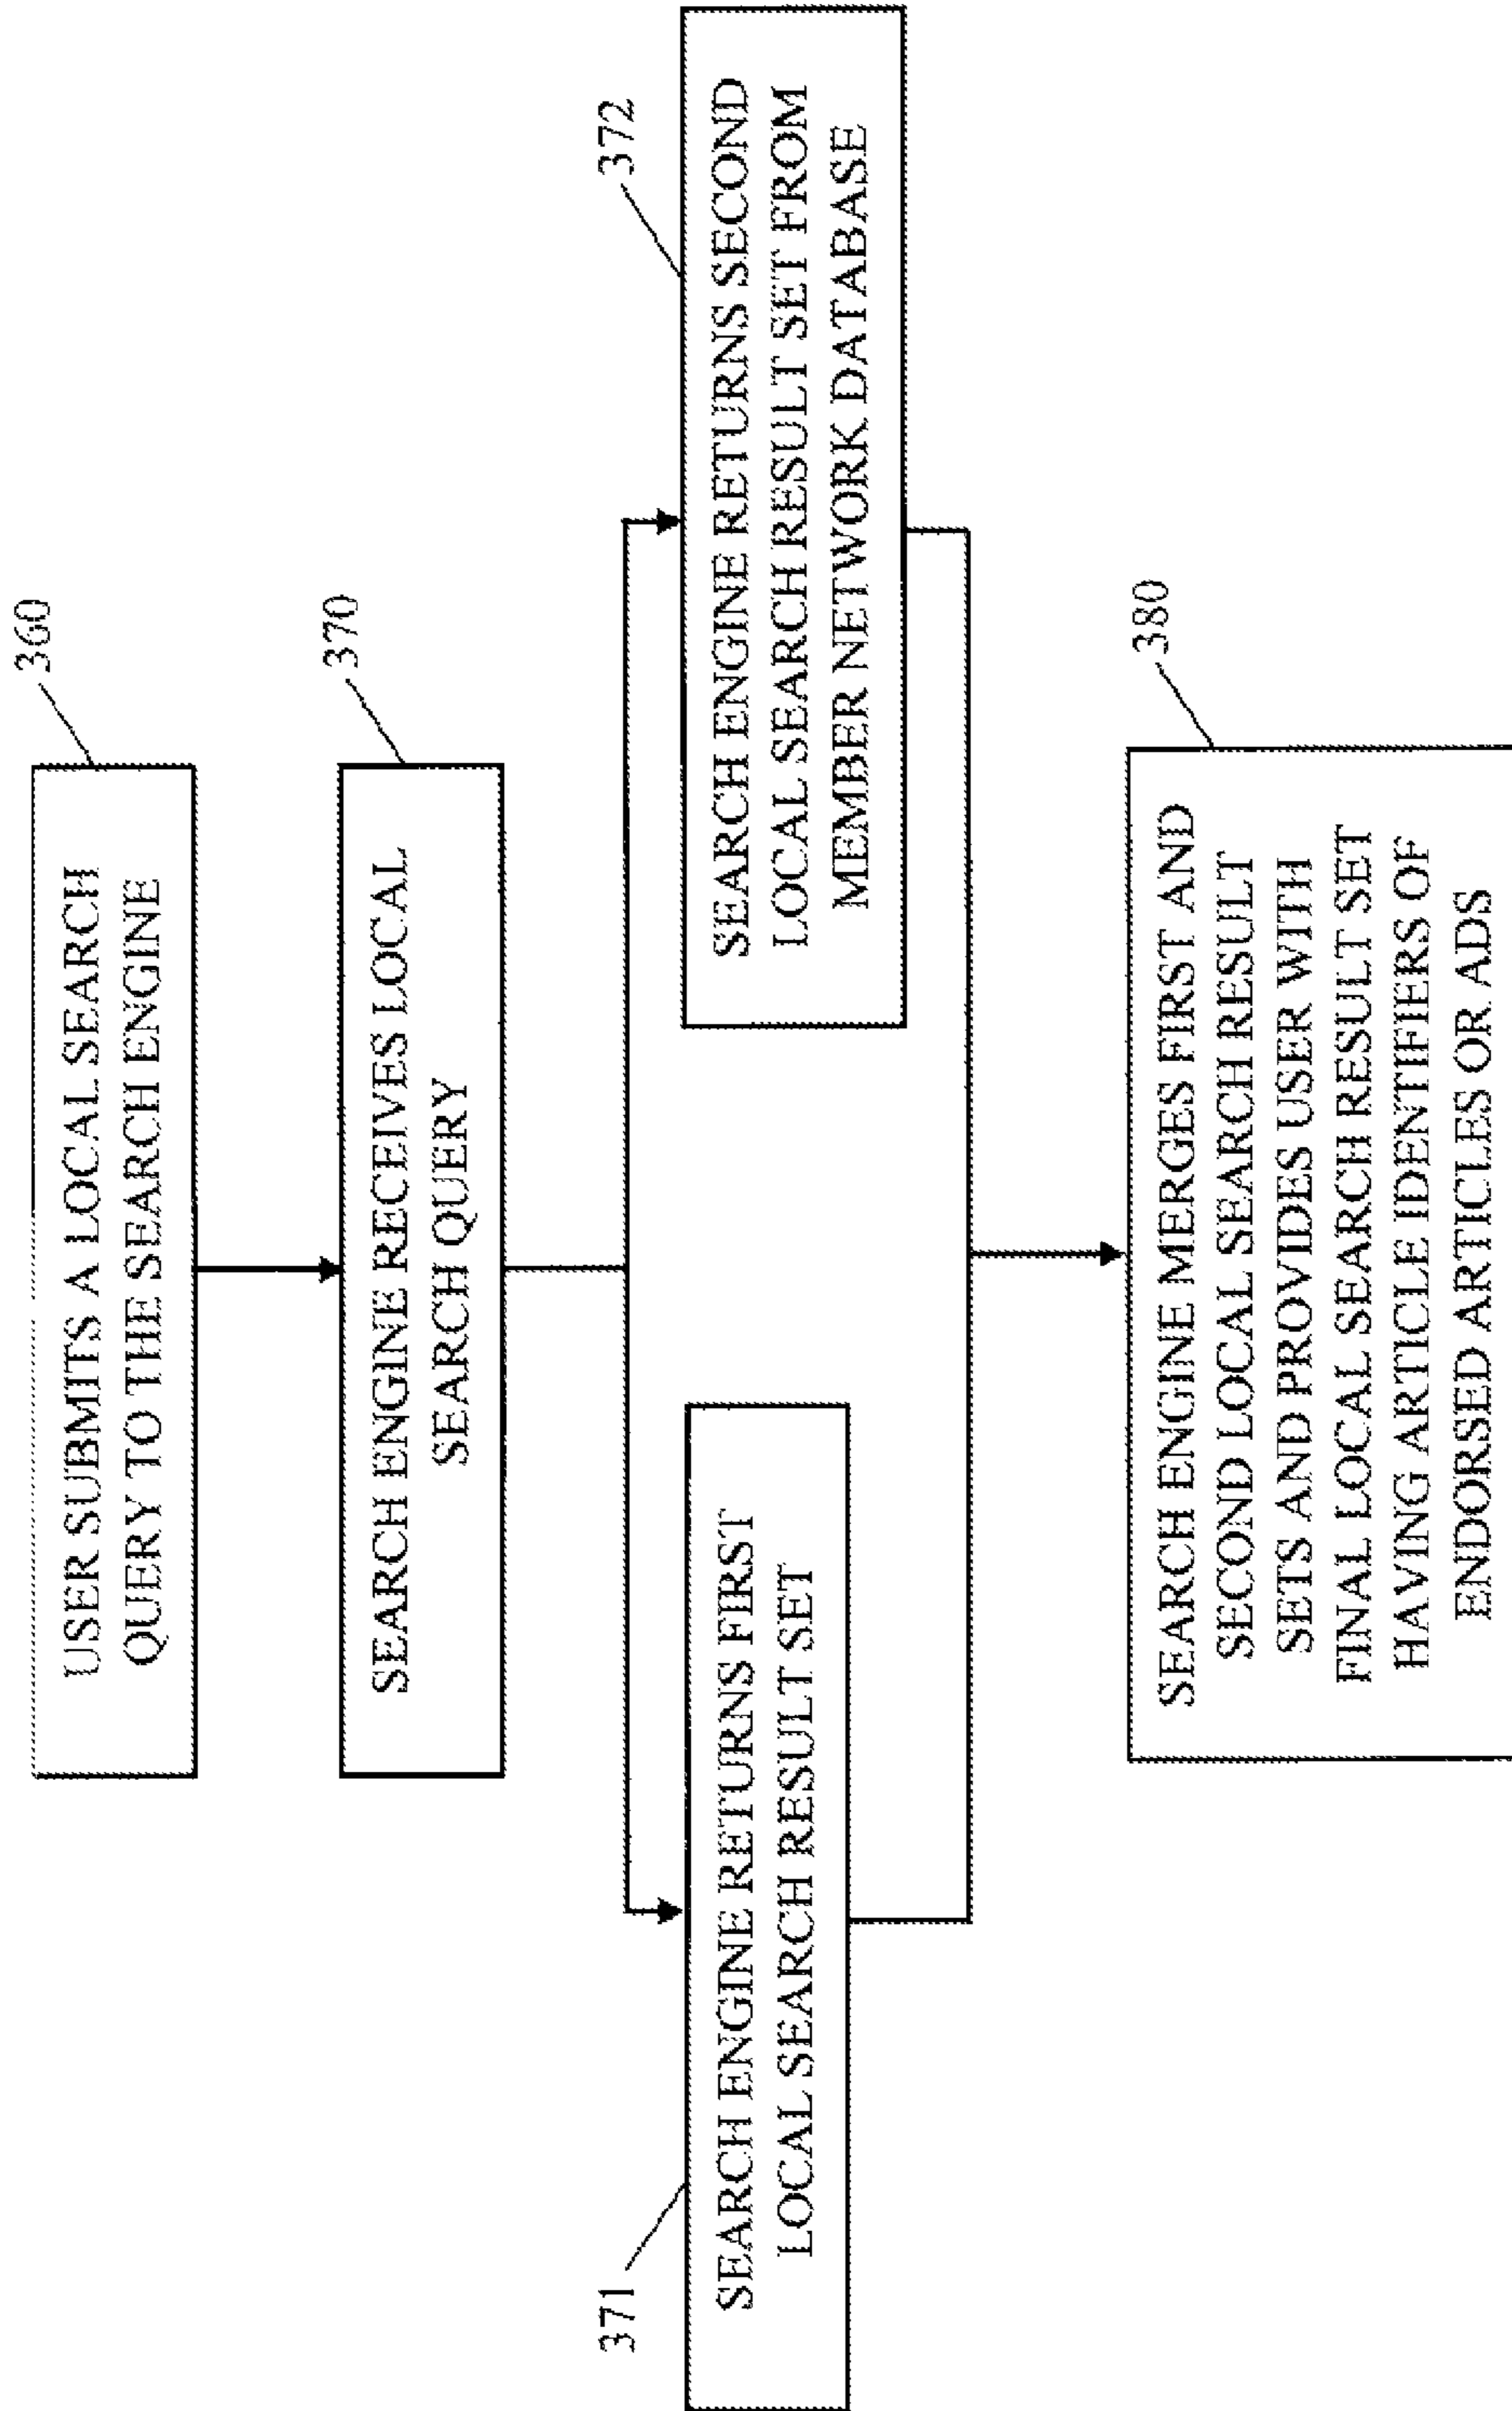 360
USER SUBMITS A LOCAL SEARCH
QUERY TO THE SEARCH ENGINE
370
SEARCH ENGINE RECEIVES LOCAL
SEARCH QUERY
371
SEARCH ENGINE RETURNS FIRST
LOCAL SEARCH RESULT SET
372
SEARCH ENGINE RETURNS SECOND
LOCAL SEARCH RESULT SET FROM
MEMBER NETWORK DATABASE
380
SEARCH ENGINE MERGES FIRST AND
SECOND LOCAL SEARCH RESULT
SETS AND PROVIDES USER WITH
FINAL LOCAL SEARCH RESULT SET
HAVING ARTICLE IDENTIFIERS OF
ENDORSED ARTICLES OR ADS